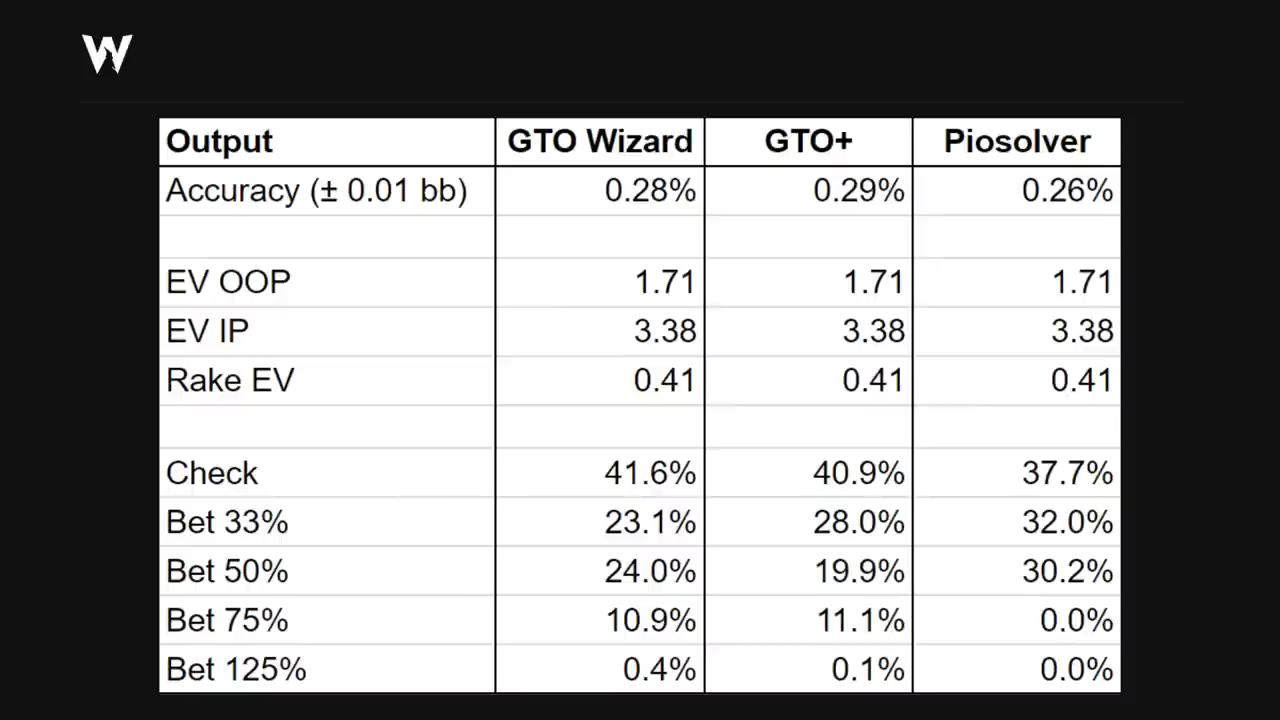 W
Output GTO Wizard GTO+ Piosolver
Accuracy (± 0.01 bb) 0.28% 0.29% 0.26%
EV OOP 1.71 1.71 1.71
EV IP 3.38 3.38 3.38
Rake EV 0.41 0.41 0.41
Check 41.6% 40.9% 37.7%
Bet 33% 23.1% 28.0% 32.0%
Bet 50% 24.0% 19.9% 30.2%
Bet 75% 10.9% 11.1% 0.0%
Bet 125% 0.4% 0.1% 0.0%